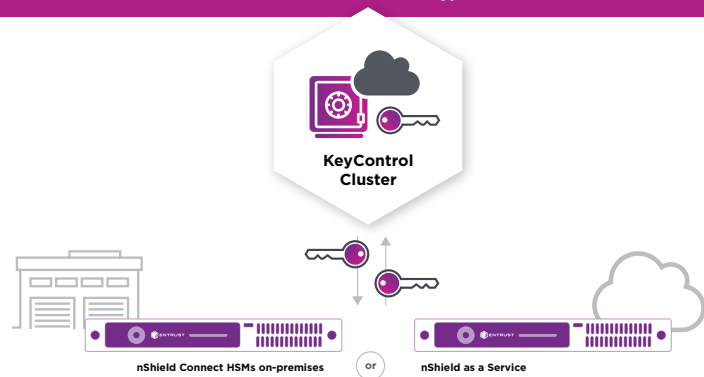 KeyControl
Cluster
ENTRUST
ENTRUST
nShield Connect HSMs on-premises
or
nShield as a Service